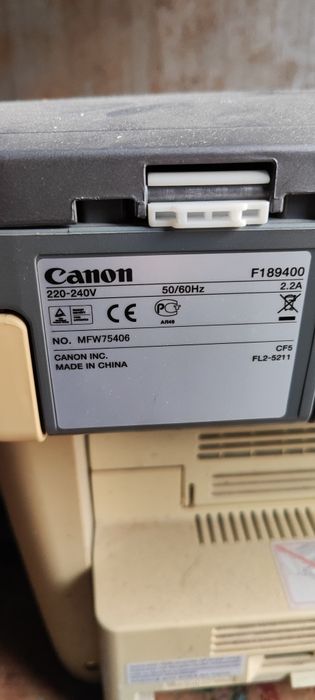 Canon F189400
220-240V 50/60Hz 2.2A
CE
AR46
NO. MFW75406
CF5
CANON INC. FL2-5211
MADE IN CHINA